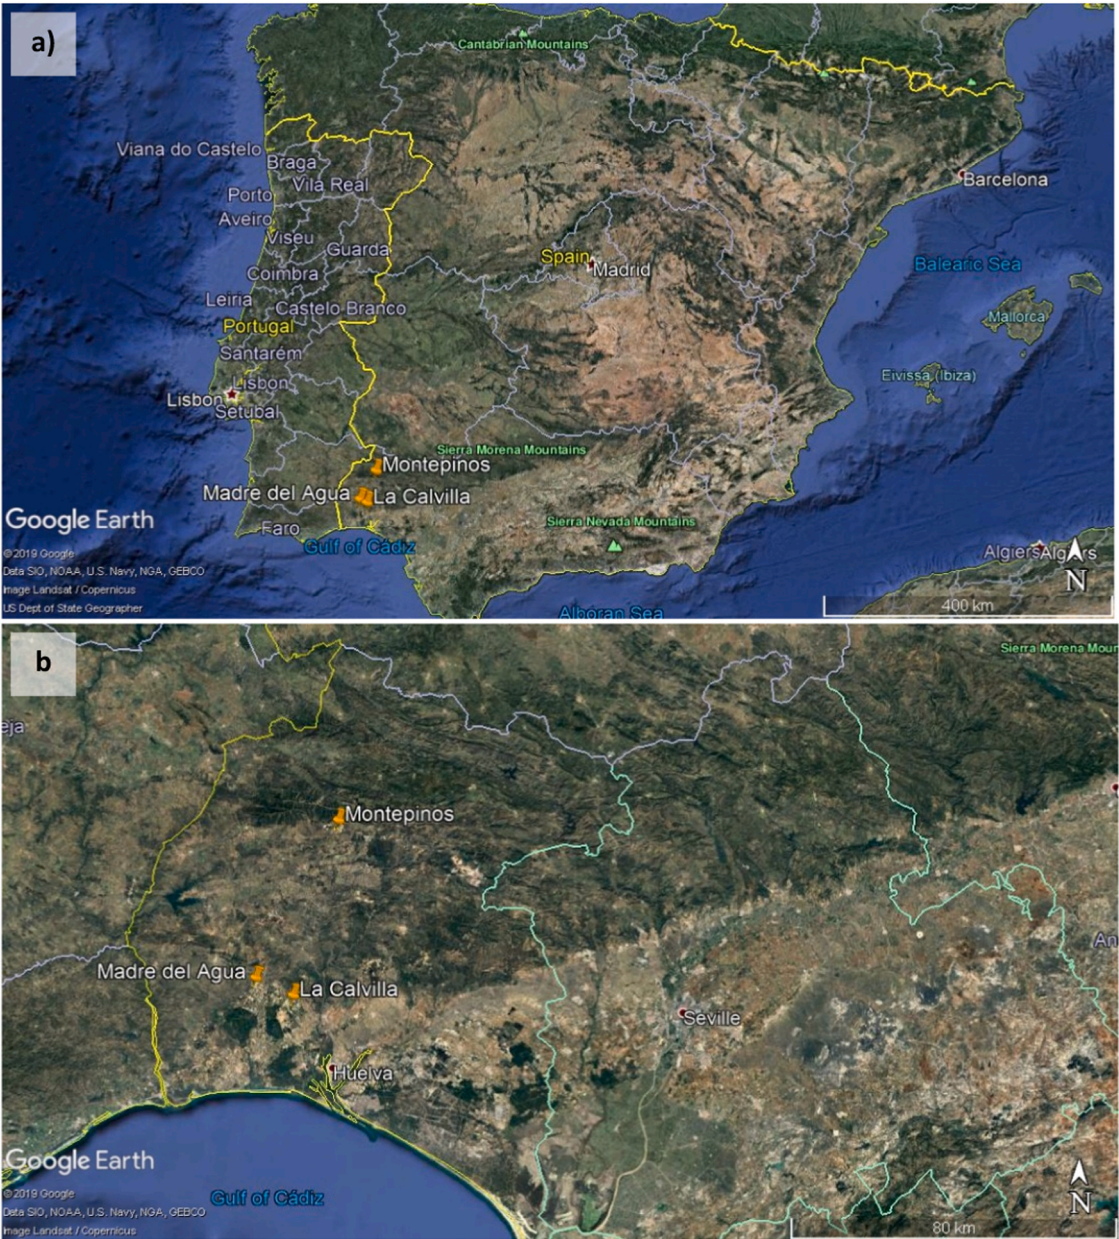 a)
Cantabrian Mountains
Viana do Castelo
Braga
Vila Real
Porto
Aveiro
Viseu
Guarda
Coimbra
Leiria
Castelo Branco
Portugal
Santarém
Lisbon
Lisbon
Setubal
Spain
Madrid
Barcelona
Balearic Sea
Mallorca
Eivissa (Ibiza)
Sierra Morena Mountains
Montepinos
Madre del Agua
La Calvilla
Faro
Gulf of Cádiz
Sierra Nevada Mountains
Alboran Sea
Algiers
Algiers
Google Earth
©2019 Google
Data SIO, NOAA, U.S. Navy, NGA, GEBCO
Image Landsat / Copernicus
US Dept of State Geographer
N
400 km
b
Sierra Morena Moun
eja
Montepinos
Madre del Agua
La Calvilla
An
Seville
Huelva
Google Earth
©2019 Google
Data SIO, NOAA, U.S. Navy, NGA, GEBCO
Image Landsat / Copernicus
Gulf of Cádiz
N
80 km